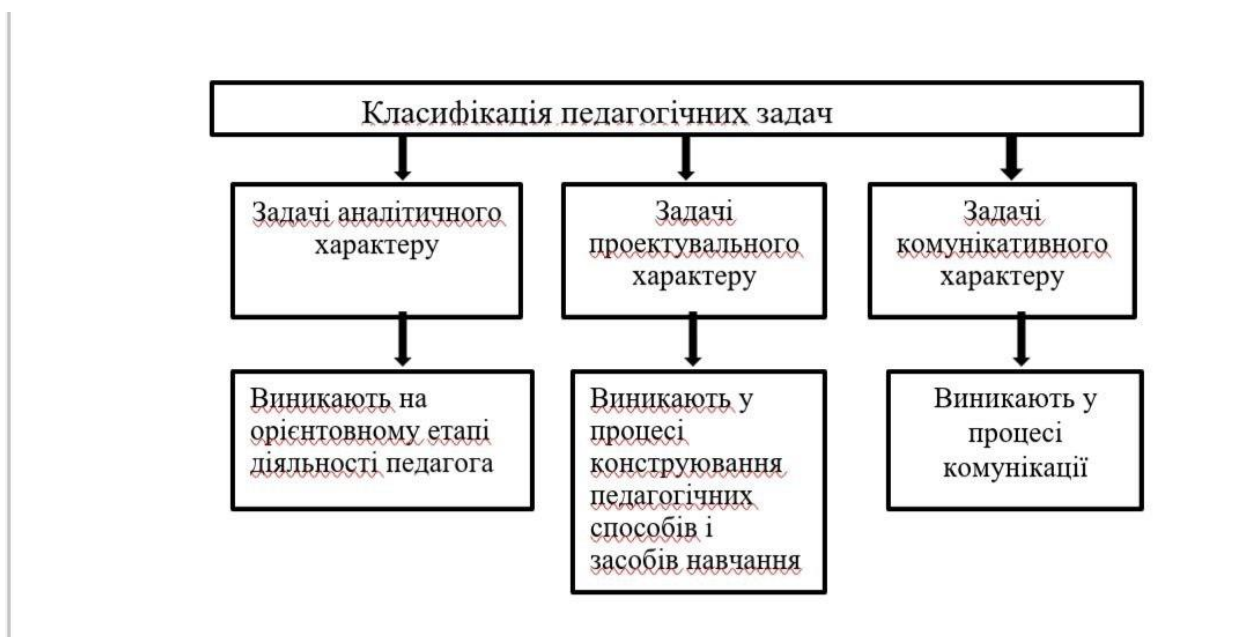 Класифікація педагогічних задач
Задачі аналітичного
характеру
Задачі
проектувального
характеру
Задачі
комунікативного
характеру
Виникають на
орієнтовному етапі
діяльності педагога
Виникають у
процесі
конструювання
педагогічних
способів і
засобів навчання
Виникають у
процесі
комунікації